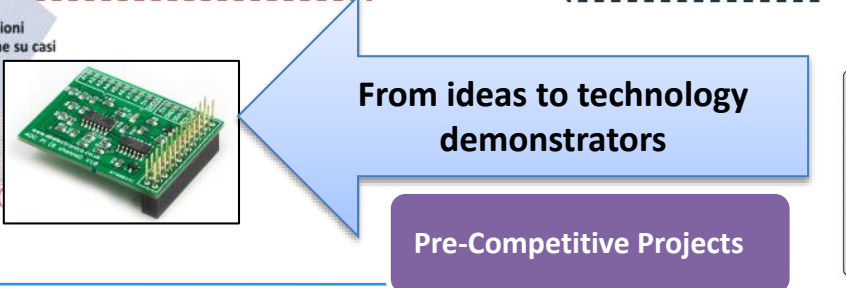 ioni
e su casi
From ideas to technology
demonstrators
Pre-Competitive Projects